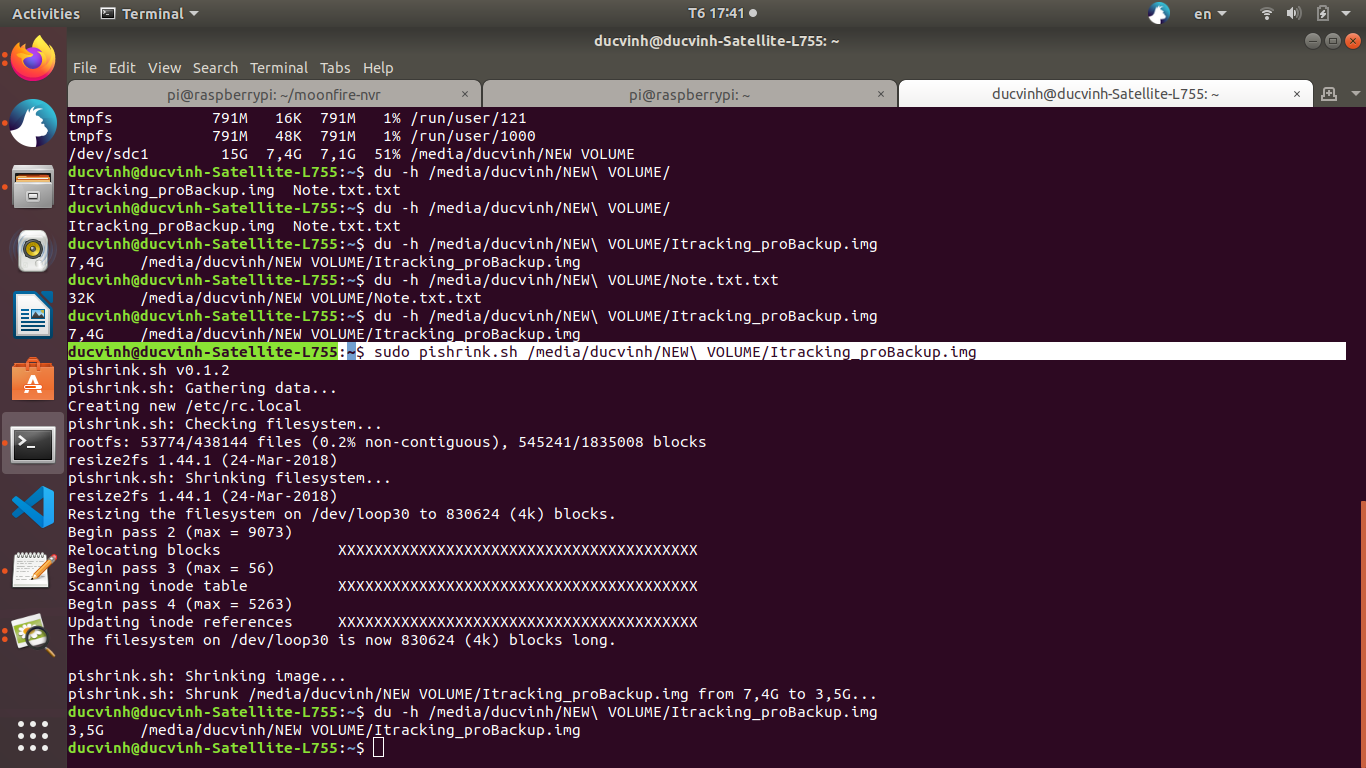 Activities Terminal T6 17:41 en
ducvinh@ducvinh-Satellite-L755: ~
File Edit View Search Terminal Tabs Help
pi@raspberrypi: ~/moonfire-nvr × pi@raspberrypi: ~ × ducvinh@ducvinh-Satellite-L755: ~ ×
tmpfs 791M 16K 791M 1% /run/user/121
tmpfs 791M 48K 791M 1% /run/user/1000
/dev/sdc1 15G 7,4G 7,1G 51% /media/ducvinh/NEW VOLUME
ducvinh@ducvinh-Satellite-L755:~$ du -h /media/ducvinh/NEW\ VOLUME/
Itracking_proBackup.img Note.txt.txt
ducvinh@ducvinh-Satellite-L755:~$ du -h /media/ducvinh/NEW\ VOLUME/
Itracking_proBackup.img Note.txt.txt
ducvinh@ducvinh-Satellite-L755:~$ du -h /media/ducvinh/NEW\ VOLUME/Itracking_proBackup.img
7,4G /media/ducvinh/NEW VOLUME/Itracking_proBackup.img
ducvinh@ducvinh-Satellite-L755:~$ du -h /media/ducvinh/NEW\ VOLUME/Note.txt.txt
32K /media/ducvinh/NEW VOLUME/Note.txt.txt
ducvinh@ducvinh-Satellite-L755:~$ du -h /media/ducvinh/NEW\ VOLUME/Itracking_proBackup.img
7,4G /media/ducvinh/NEW VOLUME/Itracking_proBackup.img
ducvinh@ducvinh-Satellite-L755:~$ sudo pishrink.sh /media/ducvinh/NEW\ VOLUME/Itracking_proBackup.img
pishrink.sh v0.1.2
pishrink.sh: Gathering data...
Creating new /etc/rc.local
pishrink.sh: Checking filesystem...
rootfs: 53774/438144 files (0.2% non-contiguous), 545241/1835008 blocks
resize2fs 1.44.1 (24-Mar-2018)
pishrink.sh: Shrinking filesystem...
resize2fs 1.44.1 (24-Mar-2018)
Resizing the filesystem on /dev/loop30 to 830624 (4k) blocks.
Begin pass 2 (max = 9073)
Relocating blocks XXXXXXXXXXXXXXXXXXXXXXXXXXXXXXXXXXXXXXXX
Begin pass 3 (max = 56)
Scanning inode table XXXXXXXXXXXXXXXXXXXXXXXXXXXXXXXXXXXXXXXX
Begin pass 4 (max = 5263)
Updating inode references XXXXXXXXXXXXXXXXXXXXXXXXXXXXXXXXXXXXXXXX
The filesystem on /dev/loop30 is now 830624 (4k) blocks long.
pishrink.sh: Shrinking image...
pishrink.sh: Shrunk /media/ducvinh/NEW VOLUME/Itracking_proBackup.img from 7,4G to 3,5G...
ducvinh@ducvinh-Satellite-L755:~$ du -h /media/ducvinh/NEW\ VOLUME/Itracking_proBackup.img
3,5G /media/ducvinh/NEW VOLUME/Itracking_proBackup.img
ducvinh@ducvinh-Satellite-L755:~$